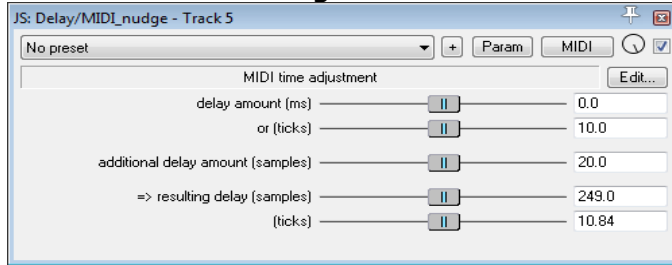 JS: Delay/MIDI_nudge - Track 5
No preset + Param MIDI
MIDI time adjustment Edit...
delay amount (ms) 0.0
or (ticks) 10.0
additional delay amount (samples) 20.0
=> resulting delay (samples) 249.0
(ticks) 10.84